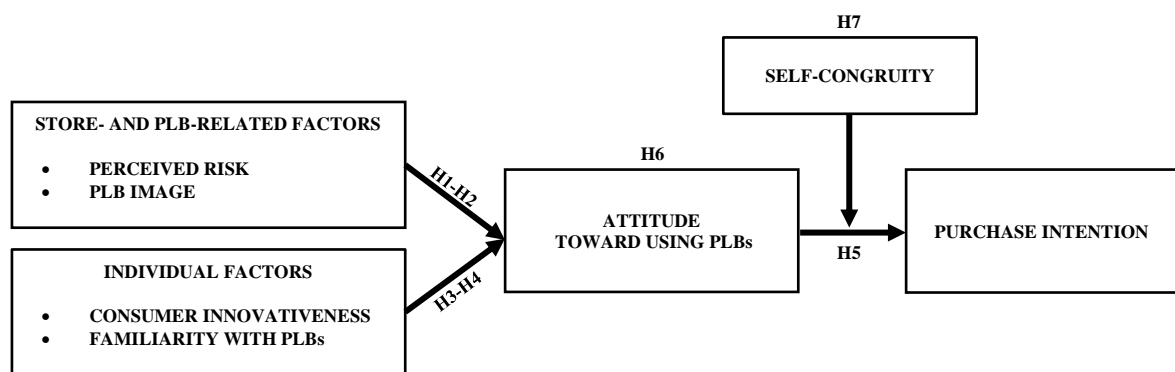 H7
SELF-CONGRUITY
STORE- AND PLB-RELATED FACTORS
• PERCEIVED RISK
• PLB IMAGE
H1-H2
H6
ATTITUDE
TOWARD USING PLBs
PURCHASE INTENTION
H5
INDIVIDUAL FACTORS
• CONSUMER INNOVATIVENESS
• FAMILIARITY WITH PLBs
H3-H4